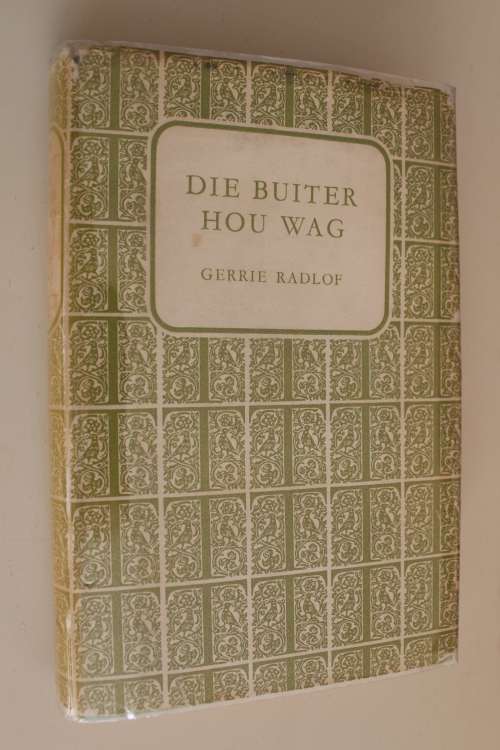 DIE BUITER
HOU WAG
GERRIE RADLOF